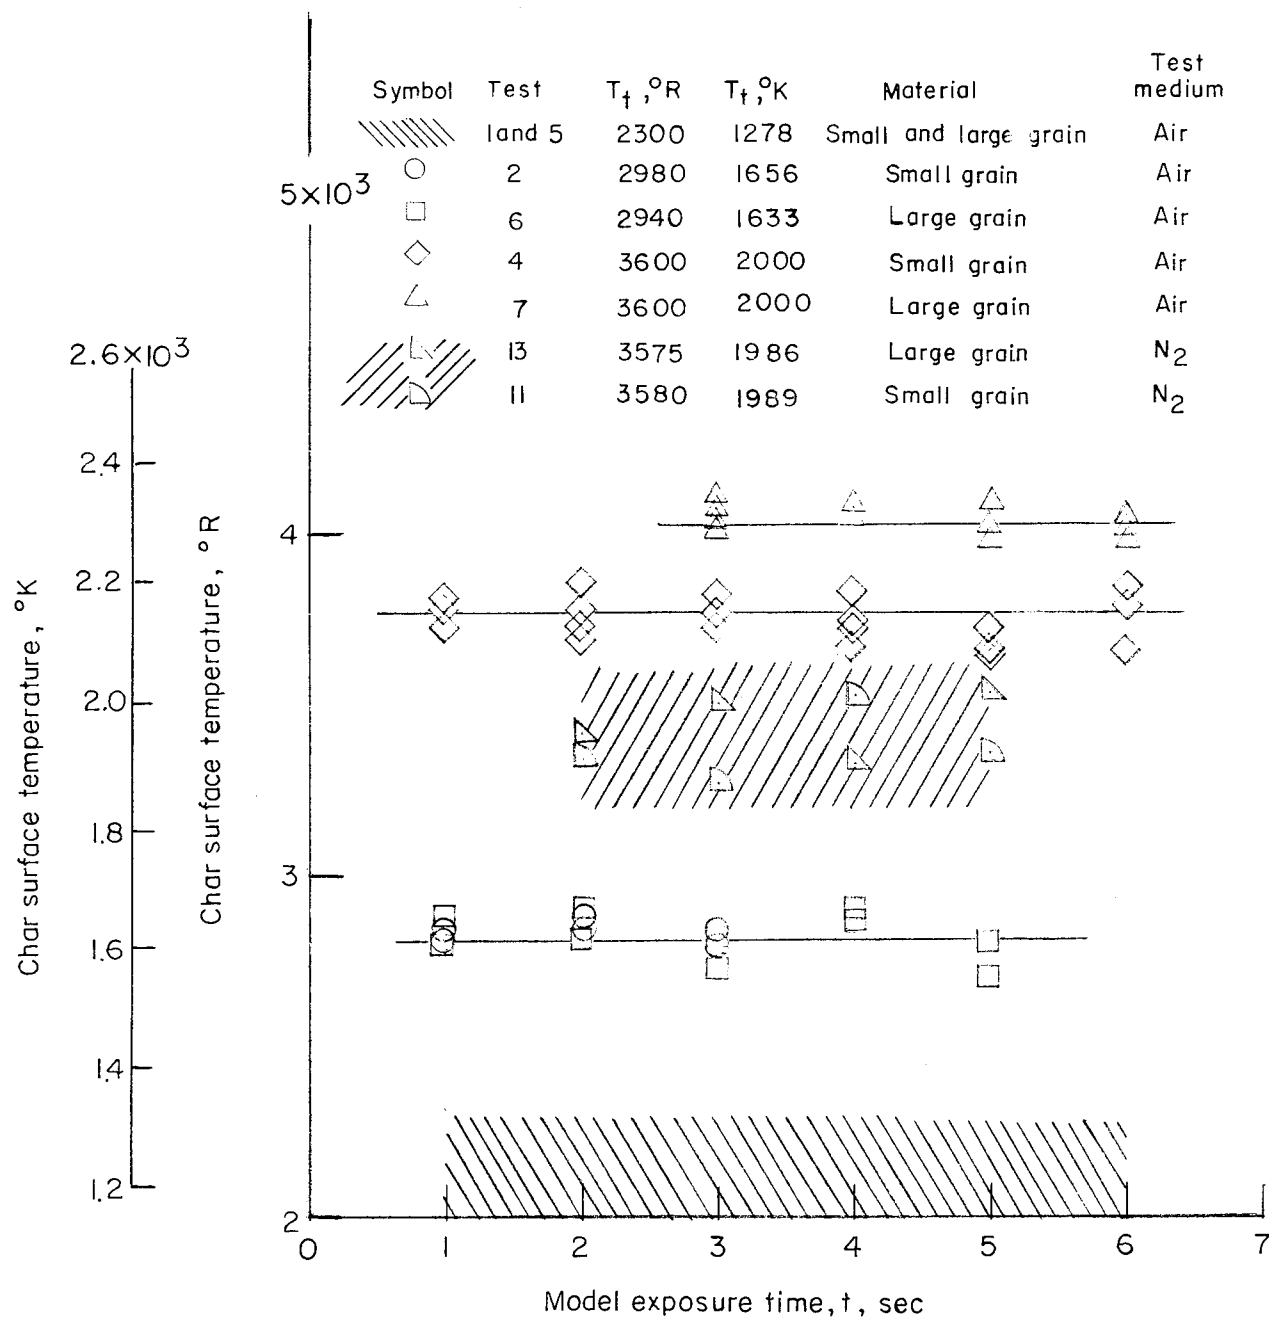 Test
Symbol Test Tt, °R Tt, °K Material medium
1 and 5 2300 1278 Small and large grain Air
5×10³
2 2980 1656 Small grain Air
6 2940 1633 Large grain Air
4 3600 2000 Small grain Air
7 3600 2000 Large grain Air
2.6×10³
13 3575 1986 Large grain N2
11 3580 1989 Small grain N2
2.4
4
2.2
2.0
1.8
3
1.6
1.4
1.2
2
Char surface temperature, °K
Char surface temperature, °R
0 1 2 3 4 5 6 7
Model exposure time, t, sec